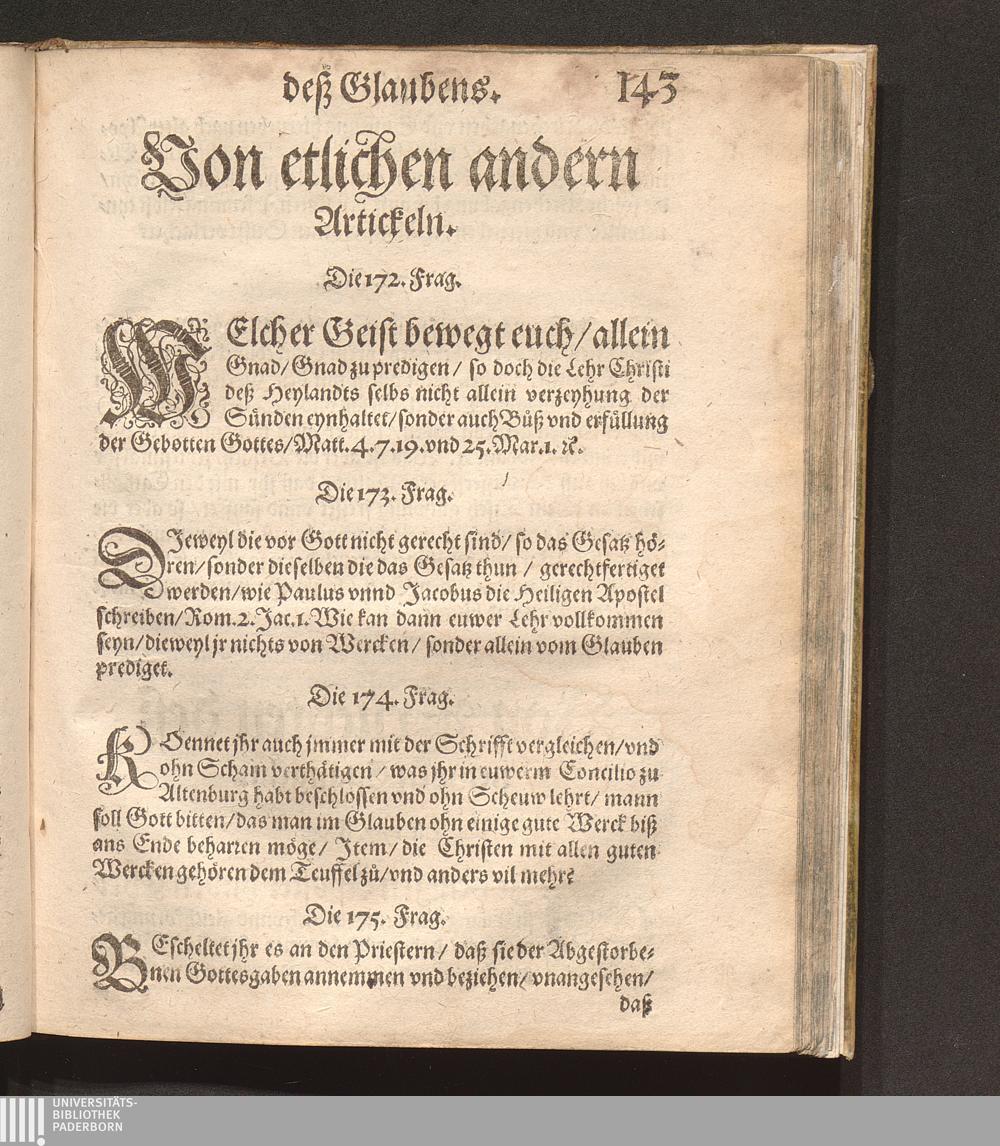 deß Glaubens. 143
Von etlichen andern
Artickeln.
Die 172. Frag.
WElcher Geist bewegt euch/allein
Gnad/Gnad zu predigen/ so doch die Lehr Christi
deß Heylandts selbs nicht allein verzeyhung der
Sünden eynhaltet/sonder auch Bůß vnd erfüllung
der Gebotten Gottes/Matt.4.7.19.vnd 25.Mar.1.ꝛc.
Die 173. Frag.
DJeweyl die vor Gott nicht gerecht sind/ so das Gesatz hö-
ren/sonder dieselben die das Gesatz thun / gerechtfertiget
werden/wie Paulus vnnd Jacobus die Heiligen Apostel
schreiben/Rom.2.Jac.1.Wie kan dann euwer Lehr vollkommen
seyn/dieweyl jr nichts von Wercken/ sonder allein vom Glauben
prediget.
Die 174. Frag.
KOennet jhr auch jmmer mit der Schrifft vergleichen/vnd
ohn Scham verthätigen / was jhr in euwerm Concilio zu
Altenburg habt beschlossen vnd ohn Scheuw lehrt/ mann
soll Gott bitten/das man im Glauben ohn einige gute Werck biß
ans Ende beharren möge/ Jtem/ die Christen mit allen guten
Wercken gehören dem Teuffel zů/vnd anders vil mehr?
Die 175. Frag.
BEscheltet jhr es an den Priestern/ daß sie der Abgestorbe-
nen Gottesgaben annemmen vnd beziehen/ vnangesehen/
daß
UNIVERSITÄTS-
BIBLIOTHEK
PADERBORN